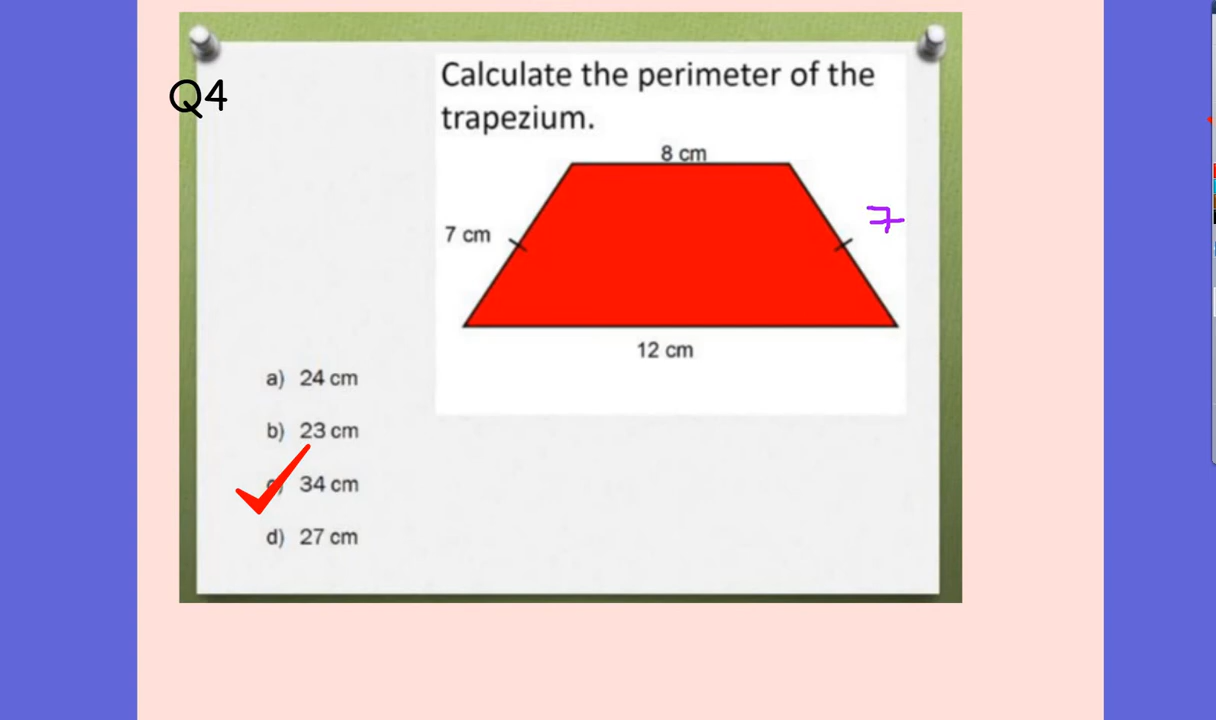 Q4
Calculate the perimeter of the
trapezium.
8 cm
7 cm
7
12 cm
a) 24 cm
b) 23 cm
c) 34 cm
d) 27 cm